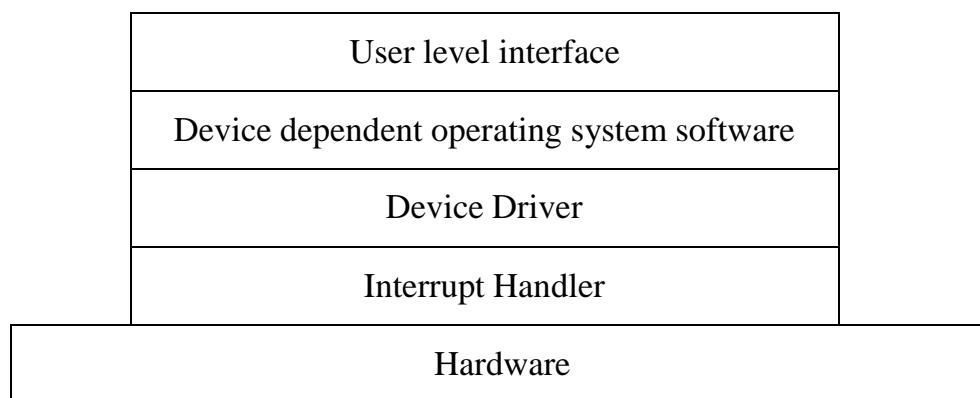 User level interface
Device dependent operating system software
Device Driver
Interrupt Handler
Hardware